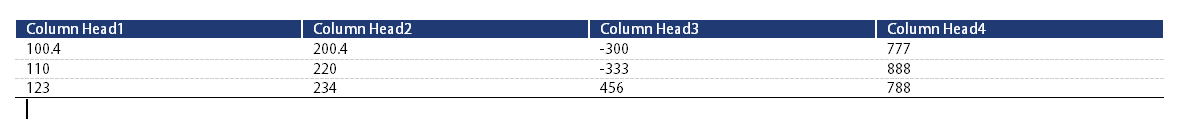 Column Head1 Column Head2 Column Head3 Column Head4
100.4 200.4 -300 777
110 220 -333 888
123 234 456 788